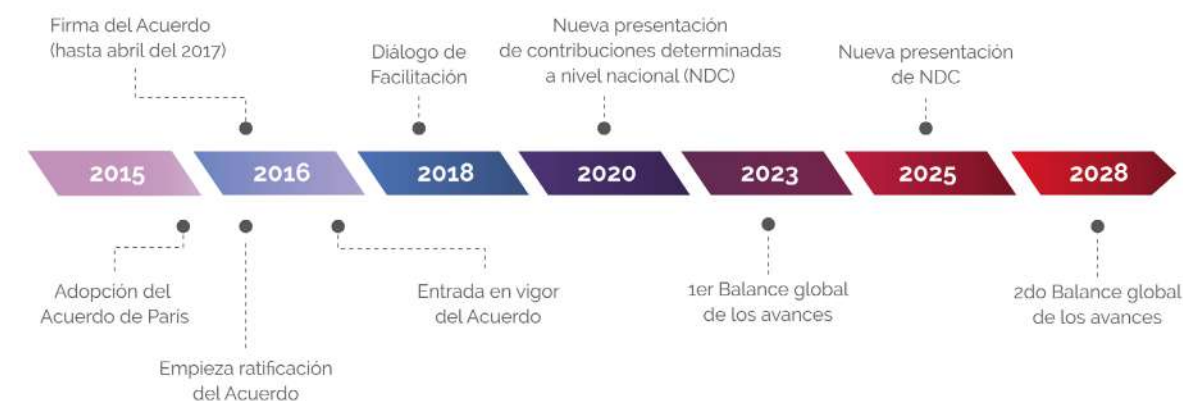 Firma del Acuerdo
(hasta abril del 2017)
Diálogo de
Facilitación
Nueva presentación
de contribuciones determinadas
a nivel nacional (NDC)
Nueva presentación
de NDC
2015
2016
2018
2020
2023
2025
2028
Adopción del
Acuerdo de París
Empieza ratificación
del Acuerdo
Entrada en vigor
del Acuerdo
1er Balance global
de los avances
2do Balance global
de los avances